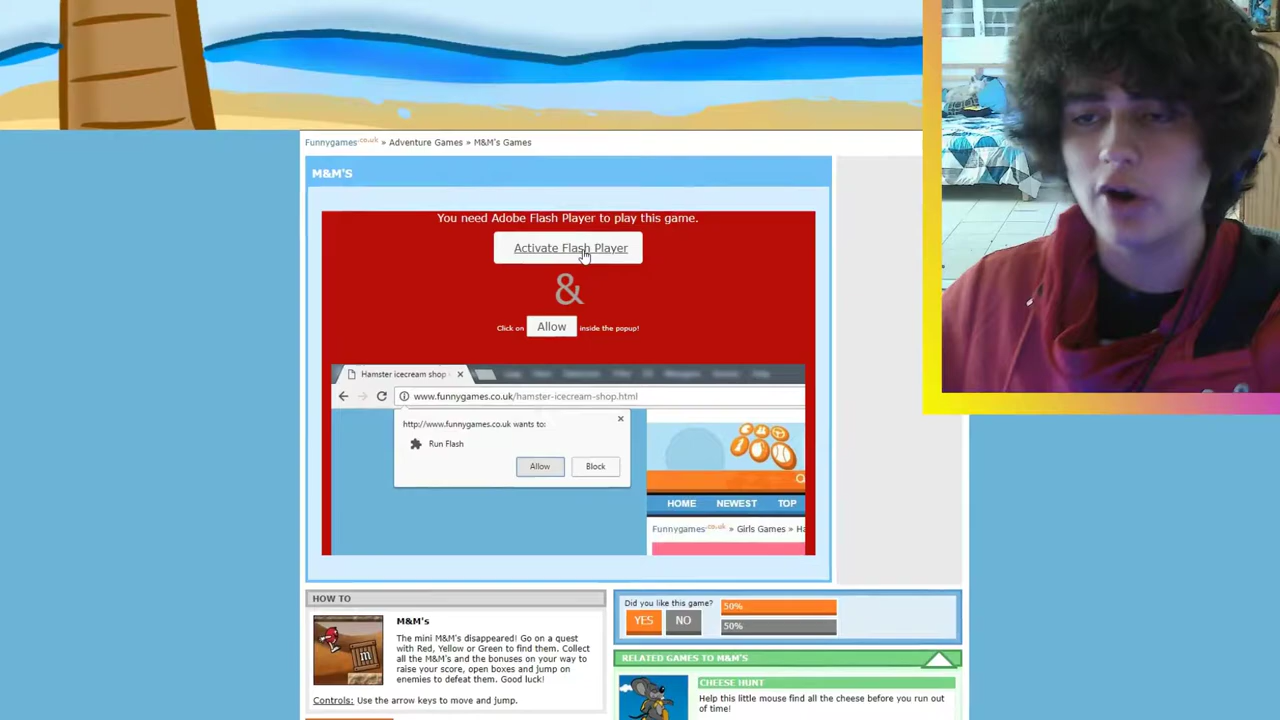 Funnygames.co.uk » Adventure Games » M&M's Games
M&M'S
You need Adobe Flash Player to play this game.
Activate Flash Player
&
Click on Allow inside the popup!
Hamster icecream shop
www.funnygames.co.uk/hamster-icecream-shop.html
http://www.funnygames.co.uk wants to:
Run Flash
Allow
Block
HOME NEWEST TOP
Funnygames.co.uk » Girls Games » Ha
HOW TO
M&M's
The mini M&M's disappeared! Go on a quest
with Red, Yellow or Green to find them. Collect
all the M&M's and the bonuses on your way to
raise your score, open boxes and jump on
enemies to defeat them. Good luck!
Controls: Use the arrow keys to move and jump.
Did you like this game?
YES NO
50%
50%
RELATED GAMES TO M&M'S
CHEESE HUNT
Help this little mouse find all the cheese before you run out
of time!